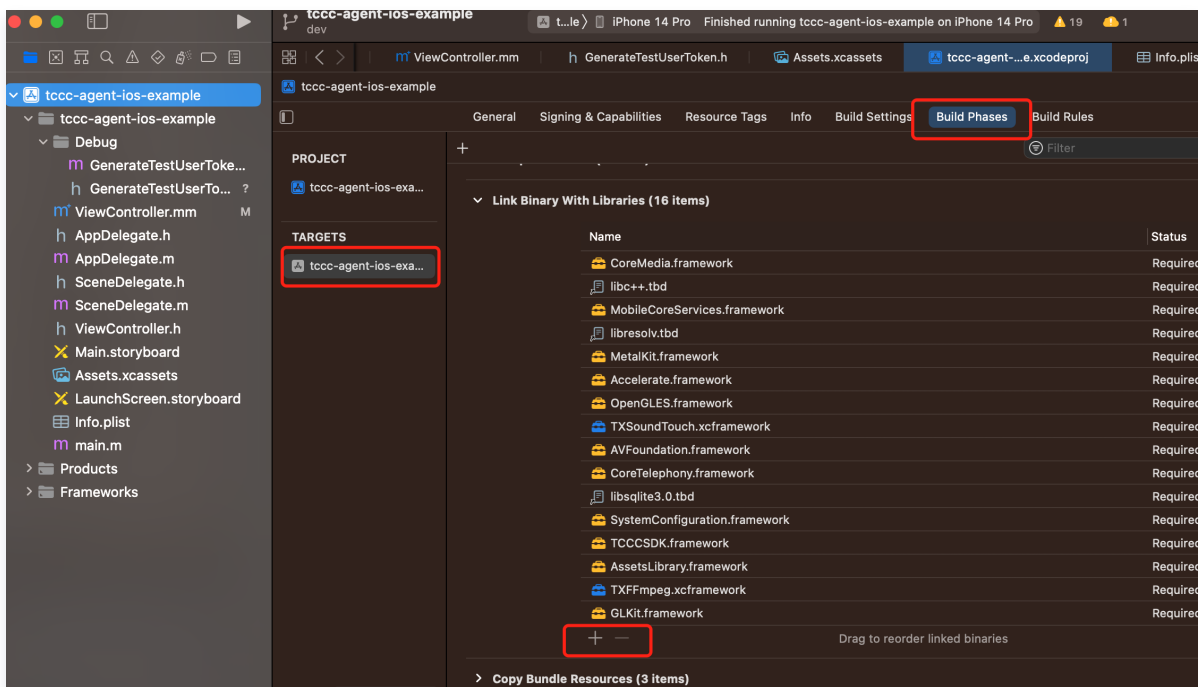 tccc-agent-ios-example
dev
t...le 〉 iPhone 14 Pro Finished running tccc-agent-ios-example on iPhone 14 Pro 19 1
ViewController.mm
GenerateTestUserToken.h
Assets.xcassets
tccc-agent-...e.xcodeproj
Info.plis
tccc-agent-ios-example
tccc-agent-ios-example
Debug
m GenerateTestUserToke...
h GenerateTestUserTo... ?
ViewController.mm M
h AppDelegate.h
m AppDelegate.m
h SceneDelegate.h
m SceneDelegate.m
h ViewController.h
Main.storyboard
Assets.xcassets
LaunchScreen.storyboard
Info.plist
m main.m
Products
Frameworks
tccc-agent-ios-example
General Signing & Capabilities Resource Tags Info Build Settings Build Phases Build Rules
PROJECT
tccc-agent-ios-exa...
TARGETS
tccc-agent-ios-exa...
+ Filter
Link Binary With Libraries (16 items)
Name Status
CoreMedia.framework Required
libc++.tbd Required
MobileCoreServices.framework Required
libresolv.tbd Required
MetalKit.framework Required
Accelerate.framework Required
OpenGLES.framework Required
TXSoundTouch.xcframework Required
AVFoundation.framework Required
CoreTelephony.framework Required
libsqlite3.0.tbd Required
SystemConfiguration.framework Required
TCCCSDK.framework Required
AssetsLibrary.framework Required
TXFFmpeg.xcframework Required
GLKit.framework Required
+ − Drag to reorder linked binaries
Copy Bundle Resources (3 items)